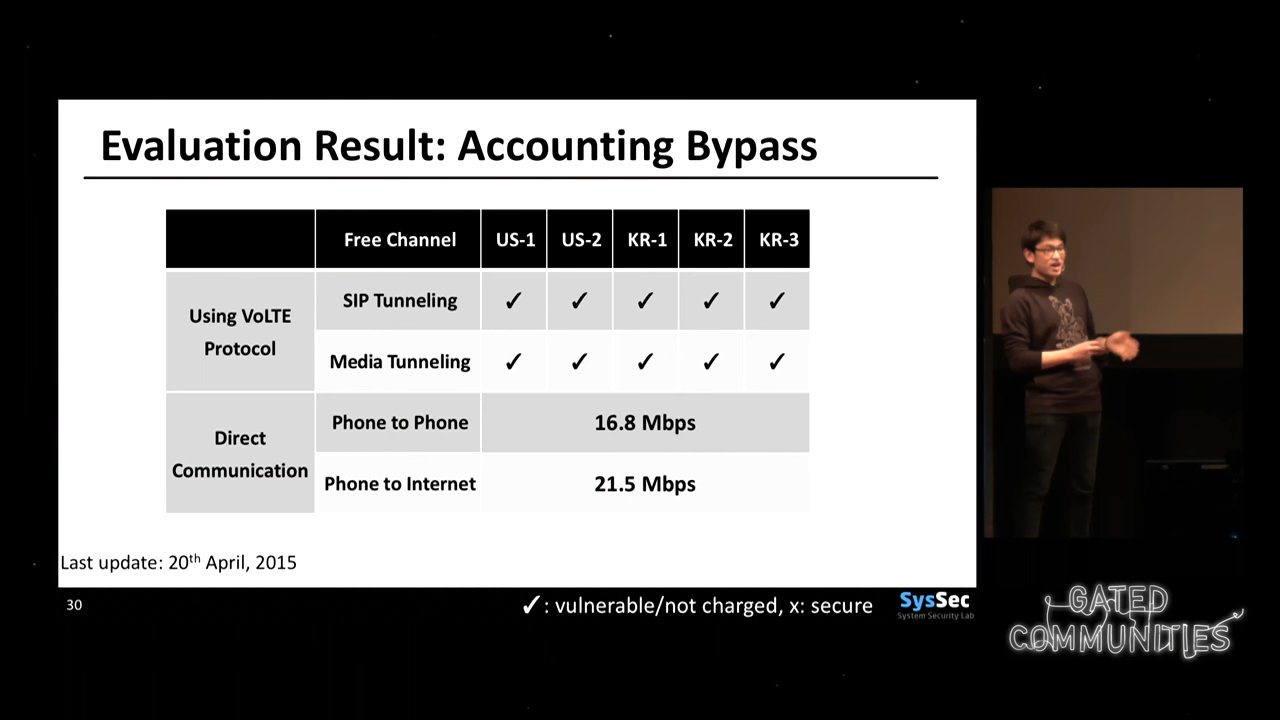 Evaluation Result: Accounting Bypass
Free Channel US-1 US-2 KR-1 KR-2 KR-3
Using VoLTE
Protocol
SIP Tunneling ✓ ✓ ✓ ✓ ✓
Media Tunneling ✓ ✓ ✓ ✓ ✓
Direct
Communication
Phone to Phone 16.8 Mbps
Phone to Internet 21.5 Mbps
Last update: 20th April, 2015
30
✓: vulnerable/not charged, x: secure
SysSec
System Security Lab
GATED
COMMUNITIES